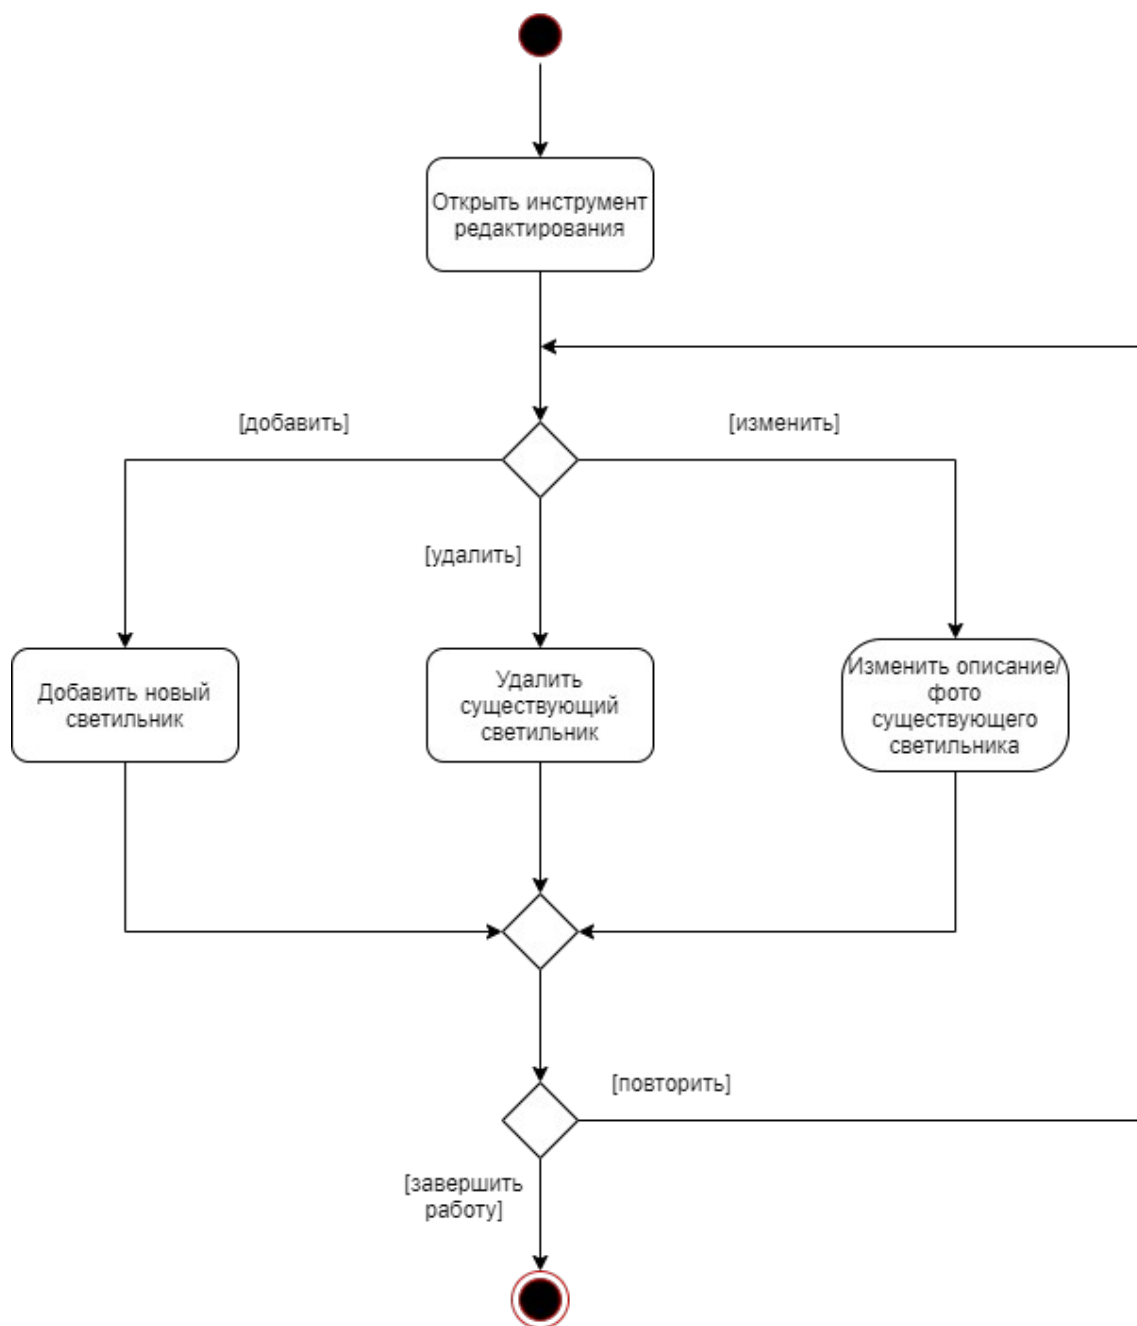 Открыть инструмент
редактирования
[добавить]
[изменить]
[удалить]
Добавить новый
светильник
Удалить
существующий
светильник
Изменить описание/
фото
существующего
светильника
[повторить]
[завершить
работу]